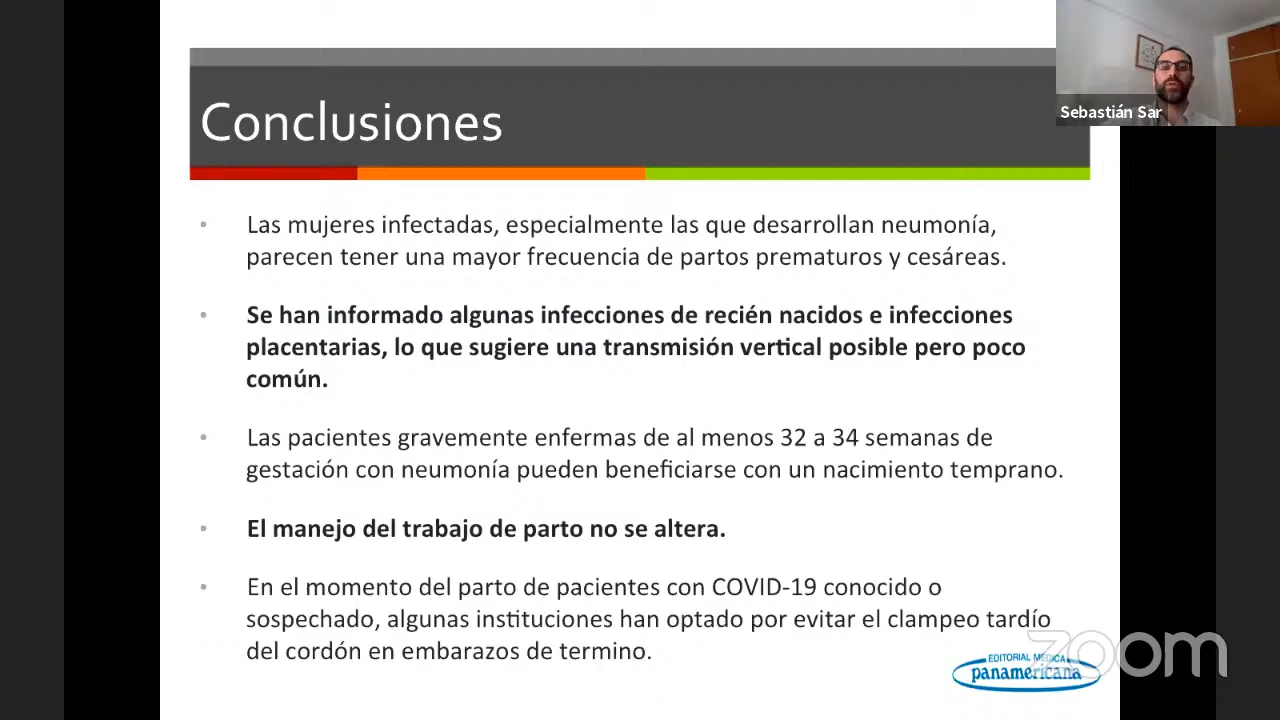 Conclusiones
Sebastián Sar
• Las mujeres infectadas, especialmente las que desarrollan neumonía,
parecen tener una mayor frecuencia de partos prematuros y cesáreas.
• Se han informado algunas infecciones de recién nacidos e infecciones
placentarias, lo que sugiere una transmisión vertical posible pero poco
común.
• Las pacientes gravemente enfermas de al menos 32 a 34 semanas de
gestación con neumonía pueden beneficiarse con un nacimiento temprano.
• El manejo del trabajo de parto no se altera.
• En el momento del parto de pacientes con COVID-19 conocido o
sospechado, algunas instituciones han optado por evitar el clampeo tardío
del cordón en embarazos de termino.
EDITORIAL MEDICA
panamericana
zoom